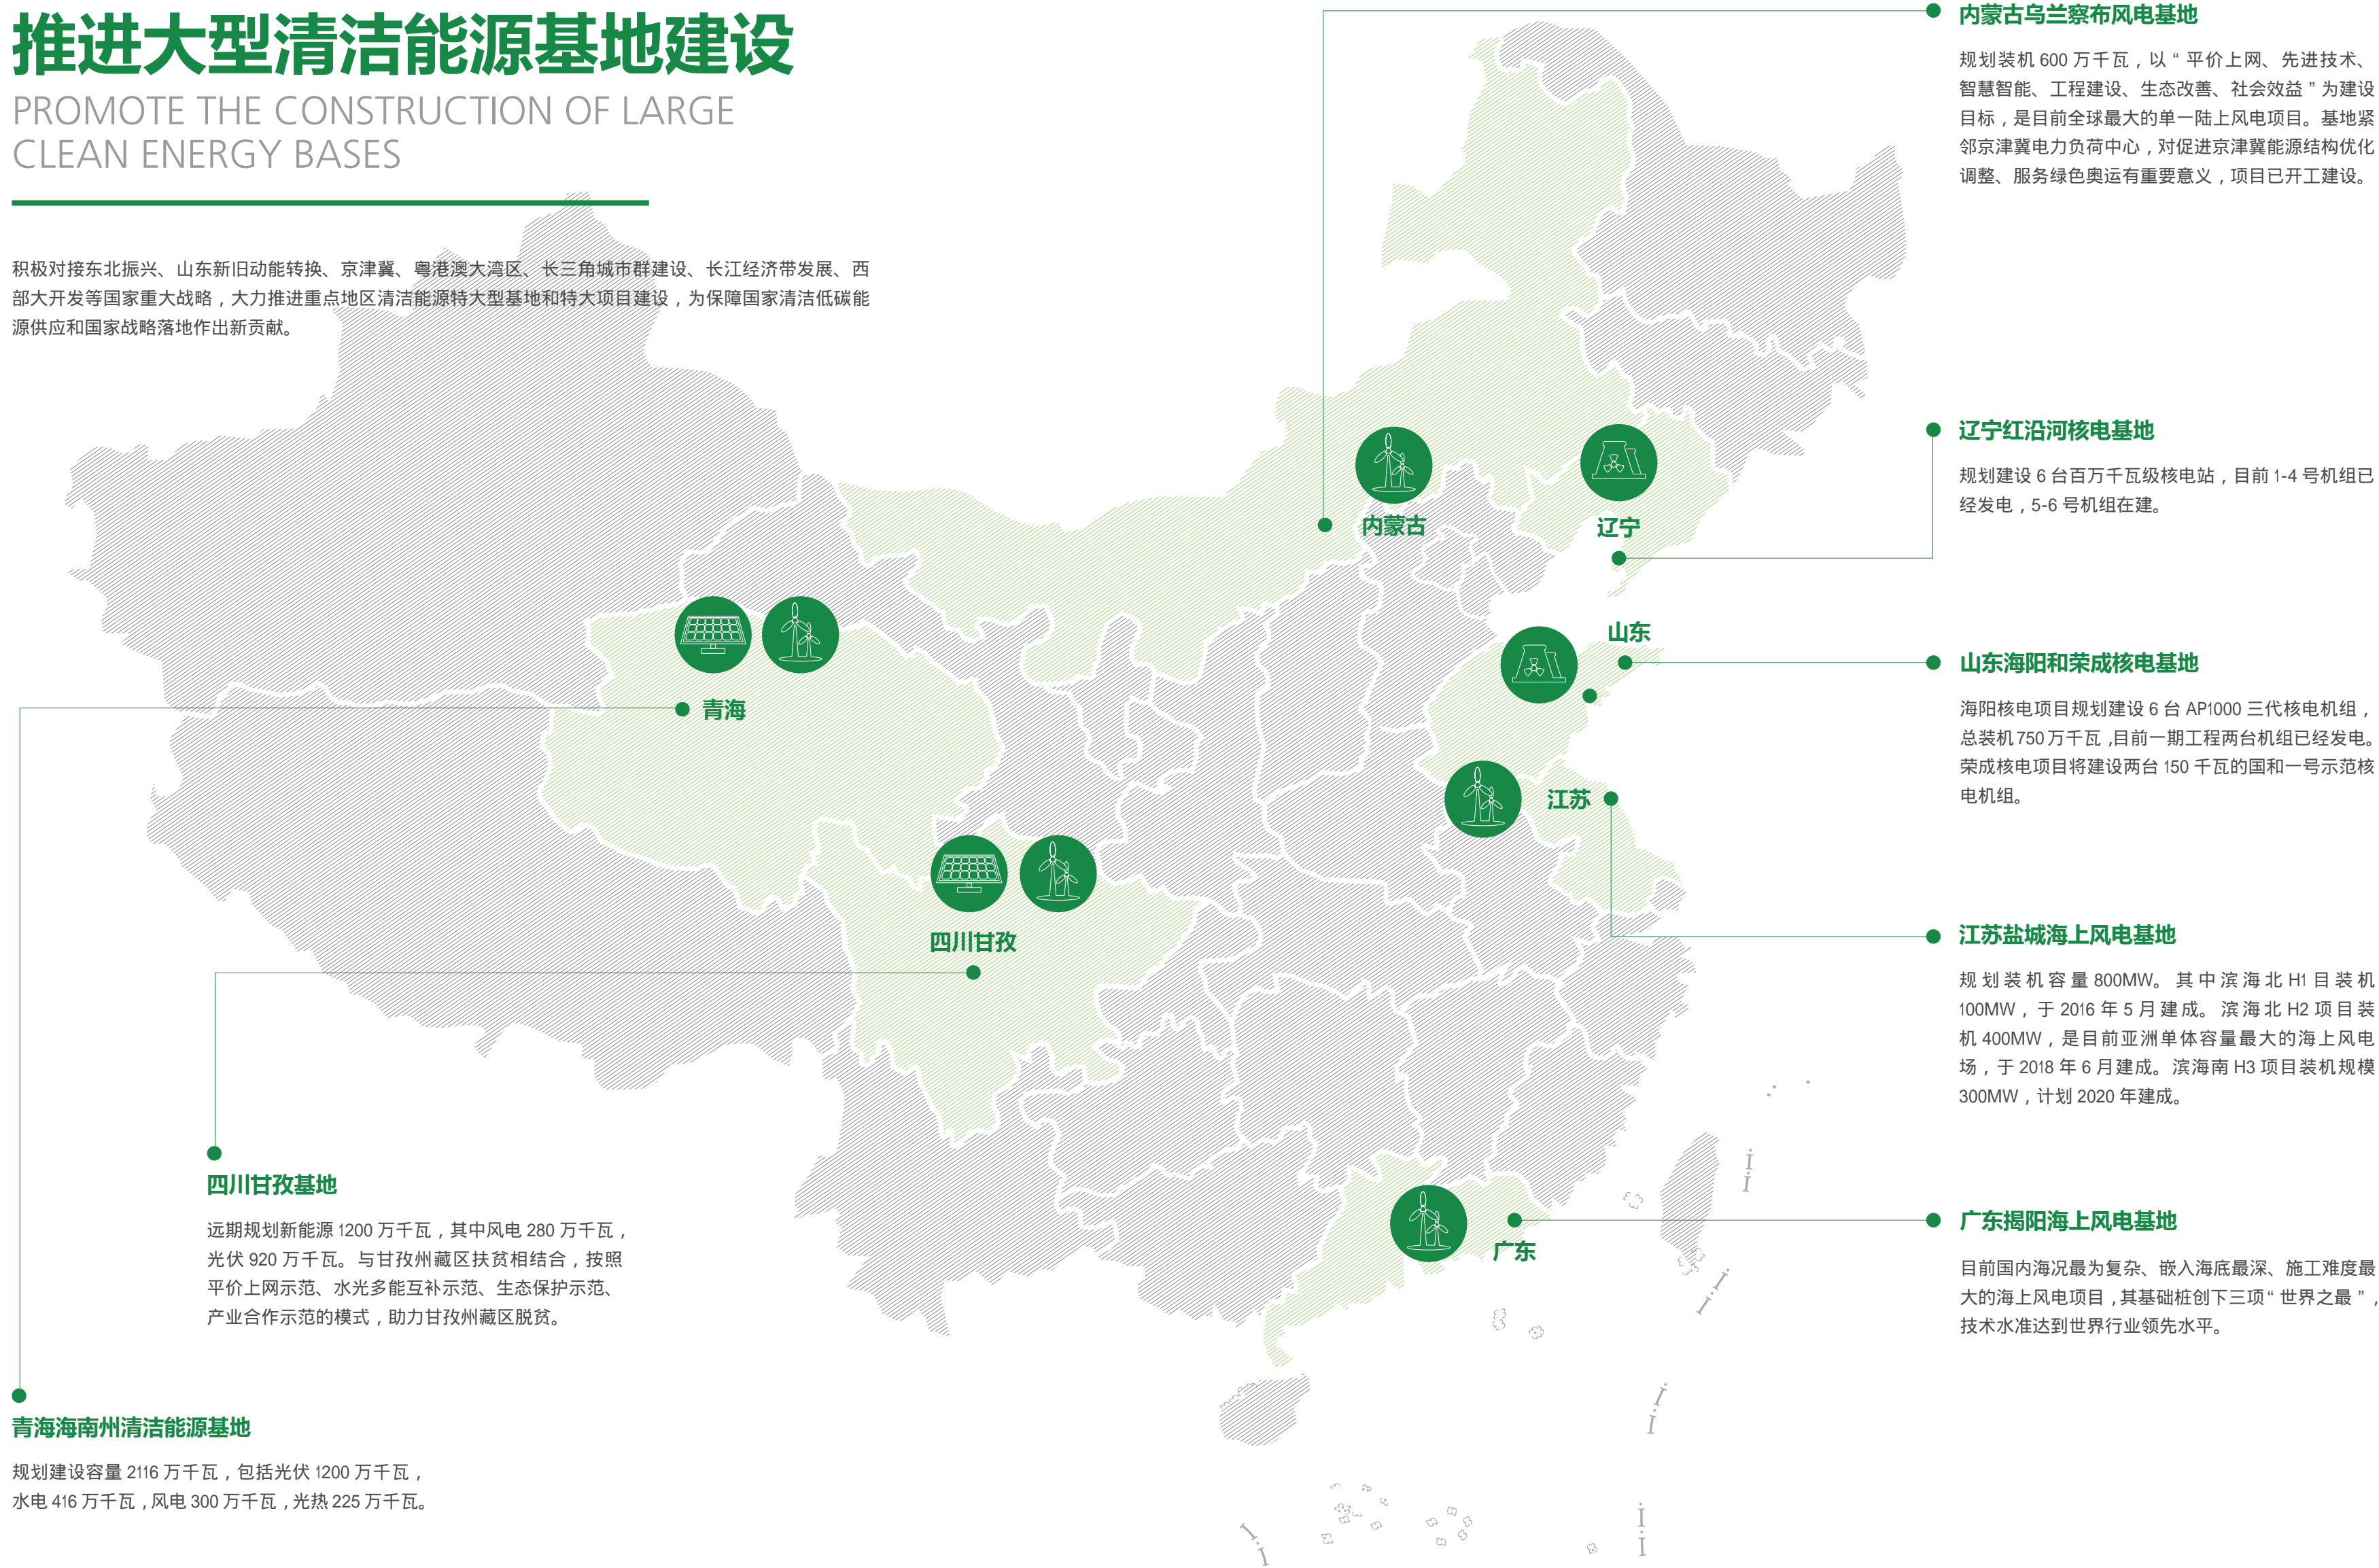 推进大型清洁能源基地建设
PROMOTE THE CONSTRUCTION OF LARGE
CLEAN ENERGY BASES
积极对接东北振兴、山东新旧动能转换、京津冀、粤港澳大湾区、长三角城市群建设、长江经济带发展、西
部大开发等国家重大战略，大力推进重点地区清洁能源特大型基地和特大项目建设，为保障国家清洁低碳能
源供应和国家战略落地作出新贡献。
内蒙古乌兰察布风电基地
规划装机 600 万千瓦，以“ 平价上网、先进技术、
智慧智能、工程建设、生态改善、社会效益 ”为建设
目标，是目前全球最大的单一陆上风电项目。基地紧
邻京津冀电力负荷中心，对促进京津冀能源结构优化
调整、服务绿色奥运有重要意义，项目已开工建设。
辽宁红沿河核电基地
规划建设 6 台百万千瓦级核电站，目前 1-4 号机组已
经发电，5-6 号机组在建。
内蒙古
辽宁
山东
山东海阳和荣成核电基地
海阳核电项目规划建设 6 台 AP1000 三代核电机组，
总装机 750 万千瓦 ,目前一期工程两台机组已经发电。
荣成核电项目将建设两台 150 千瓦的国和一号示范核
电机组。
青海
江苏
四川甘孜
江苏盐城海上风电基地
规划装机容量 800MW。其中滨海北 H1 目装机
100MW，于 2016 年 5 月建成。滨海北 H2 项目装
机 400MW，是目前亚洲单体容量最大的海上风电
场，于 2018 年 6 月建成。滨海南 H3 项目装机规模
300MW，计划 2020 年建成。
四川甘孜基地
远期规划新能源 1200 万千瓦，其中风电 280 万千瓦，
光伏 920 万千瓦。与甘孜州藏区扶贫相结合，按照
平价上网示范、水光多能互补示范、生态保护示范、
产业合作示范的模式，助力甘孜州藏区脱贫。
广东
广东揭阳海上风电基地
目前国内海况最为复杂、嵌入海底最深、施工难度最
大的海上风电项目 ,其基础桩创下三项“ 世界之最 ”，
技术水准达到世界行业领先水平。
青海海南州清洁能源基地
规划建设容量 2116 万千瓦，包括光伏 1200 万千瓦，
水电 416 万千瓦 ,风电 300 万千瓦 ,光热 225 万千瓦。